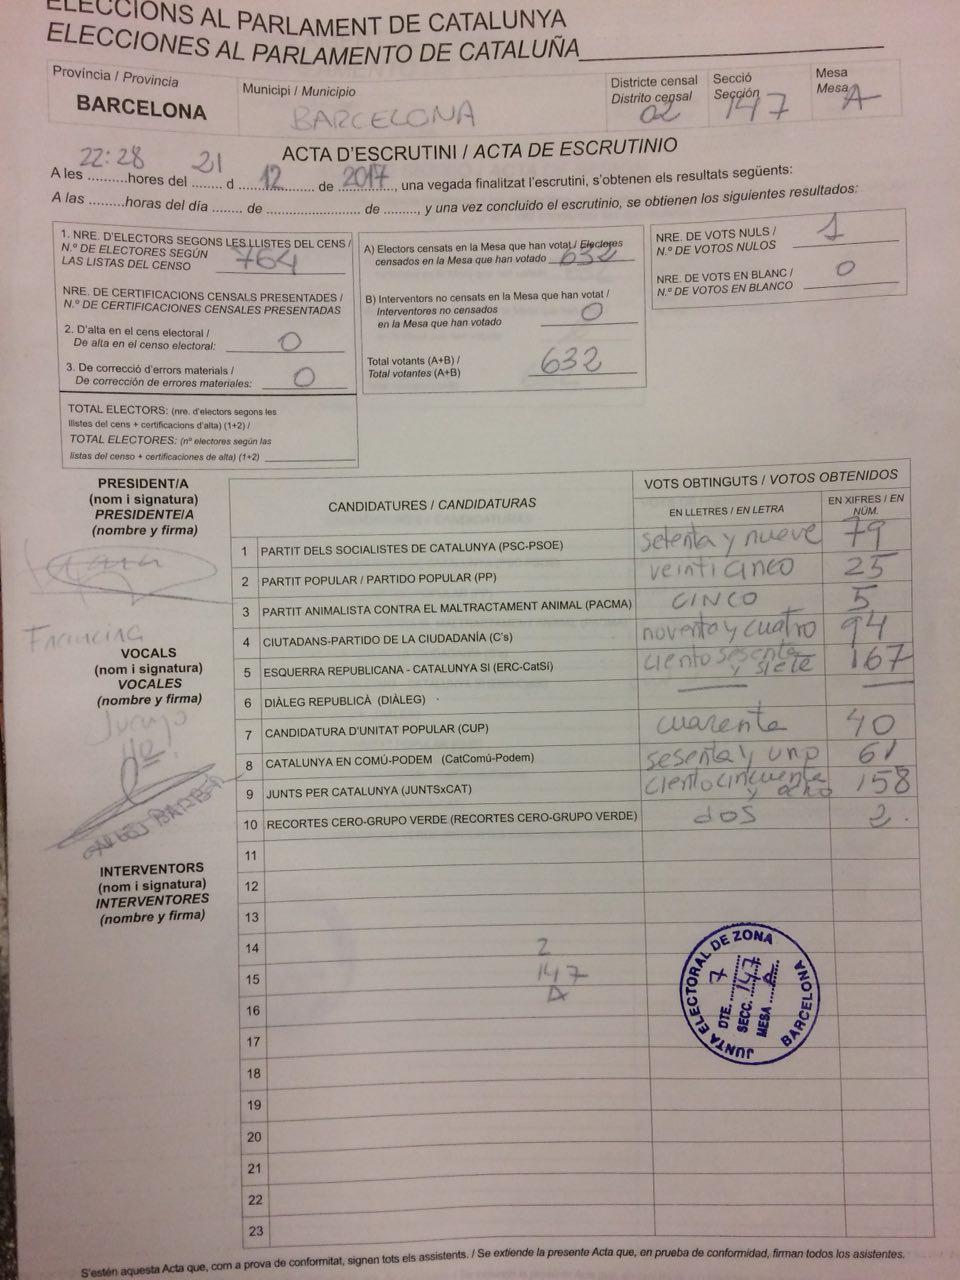 ELECCIONS AL PARLAMENT DE CATALUNYA
ELECCIONES AL PARLAMENTO DE CATALUÑA
Província / Provincia
BARCELONA
Municipi / Municipio
BARCELONA
Districte censal
Distrito censal
02
Secció
Sección
147
Mesa
Mesa
A
ACTA D'ESCRUTINI / ACTA DE ESCRUTINIO
A les 22:28 hores del 21 d 12 de 2017, una vegada finalitzat l'escrutini, s'obtenen els resultats següents:
A las ......... horas del día ........ de ....................... de ........, y una vez concluido el escrutinio, se obtienen los siguientes resultados:
1. NRE. D'ELECTORS SEGONS LES LLISTES DEL CENS /
N.º DE ELECTORES SEGÚN
LAS LISTAS DEL CENSO 764
NRE. DE CERTIFICACIONS CENSALS PRESENTADES /
N.º DE CERTIFICACIONES CENSALES PRESENTADAS
2. D'alta en el cens electoral /
De alta en el censo electoral: 0
3. De correcció d'errors materials /
De corrección de errores materiales: 0
TOTAL ELECTORS: (nre. d'electors segons les
llistes del cens + certificacions d'alta) (1+2) /
TOTAL ELECTORES: (nº electores según las
listas del censo + certificaciones de alta) (1+2)
A) Electors censats en la Mesa que han votat / Electores
censados en la Mesa que han votado 632
B) Interventors no censats en la Mesa que han votat /
Interventores no censados
en la Mesa que han votado 0
Total votants (A+B) /
Total votantes (A+B) 632
NRE. DE VOTS NULS /
N.º DE VOTOS NULOS 1
NRE. DE VOTS EN BLANC /
N.º DE VOTOS EN BLANCO 0
PRESIDENT/A
(nom i signatura)
PRESIDENTE/A
(nombre y firma)
VOCALS
(nom i signatura)
VOCALES
(nombre y firma)
INTERVENTORS
(nom i signatura)
INTERVENTORES
(nombre y firma)
CANDIDATURES / CANDIDATURAS
VOTS OBTINGUTS / VOTOS OBTENIDOS
EN LLETRES / EN LETRA
EN XIFRES / EN NÚM.
1 PARTIT DELS SOCIALISTES DE CATALUNYA (PSC-PSOE) setenta y nueve 79
2 PARTIT POPULAR / PARTIDO POPULAR (PP) veinticinco 25
3 PARTIT ANIMALISTA CONTRA EL MALTRACTAMENT ANIMAL (PACMA) CINCO 5
4 CIUTADANS-PARTIDO DE LA CIUDADANÍA (C's) noventa y cuatro 94
5 ESQUERRA REPUBLICANA - CATALUNYA SI (ERC-CatSí) ciento sesenta y siete 167
6 DIÀLEG REPUBLICÀ (DIÀLEG)
7 CANDIDATURA D'UNITAT POPULAR (CUP) cuarenta 40
8 CATALUNYA EN COMÚ-PODEM (CatComú-Podem) sesenta y uno 61
9 JUNTS PER CATALUNYA (JUNTSxCAT) ciento cincuenta y ocho 158
10 RECORTES CERO-GRUPO VERDE (RECORTES CERO-GRUPO VERDE) dos 2
11
12
13
14
15
16
17
18
19
20
21
22
23
2
147
A
JUNTA ELECTORAL DE ZONA
DTE. 7
SECC. 147
MESA A
BARCELONA
S'estén aquesta Acta que, com a prova de conformitat, signen tots els assistents. / Se extiende la presente Acta que, en prueba de conformidad, firman todos los asistentes.